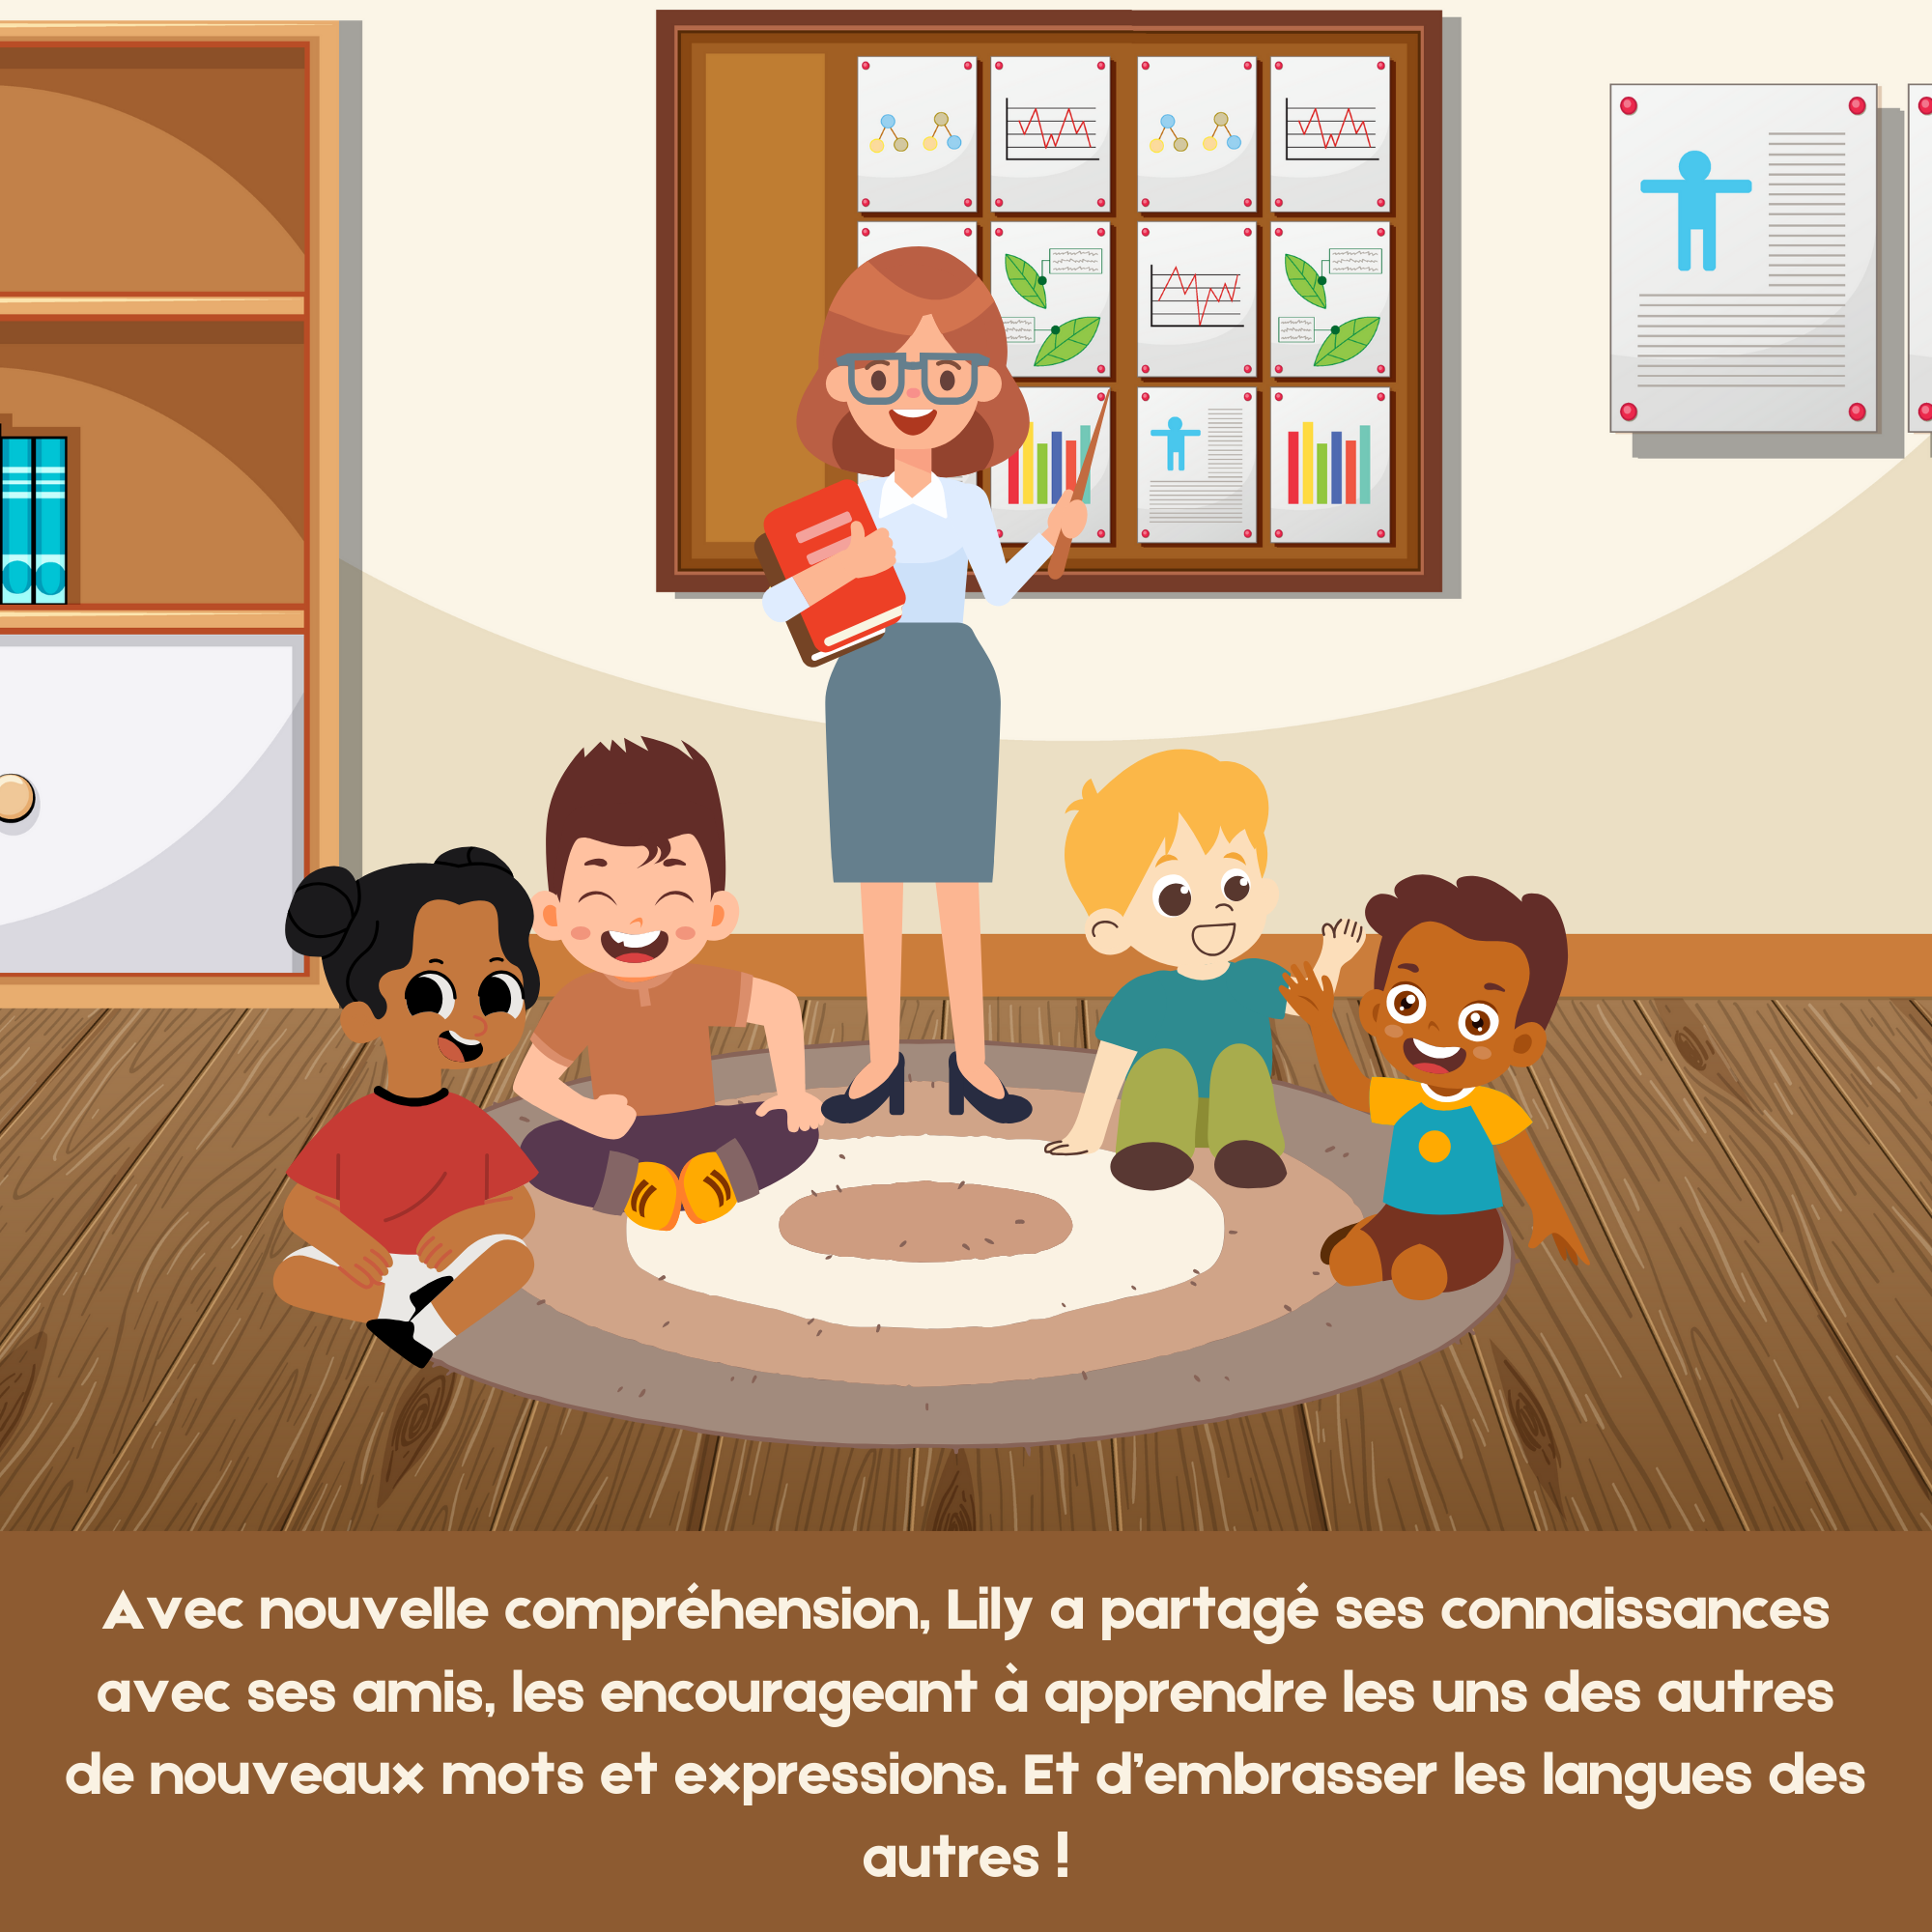 Avec nouvelle compréhension, Lily a partagé ses connaissances
avec ses amis, les encourageant à apprendre les uns des autres
de nouveaux mots et expressions. Et d'embrasser les langues des
autres !